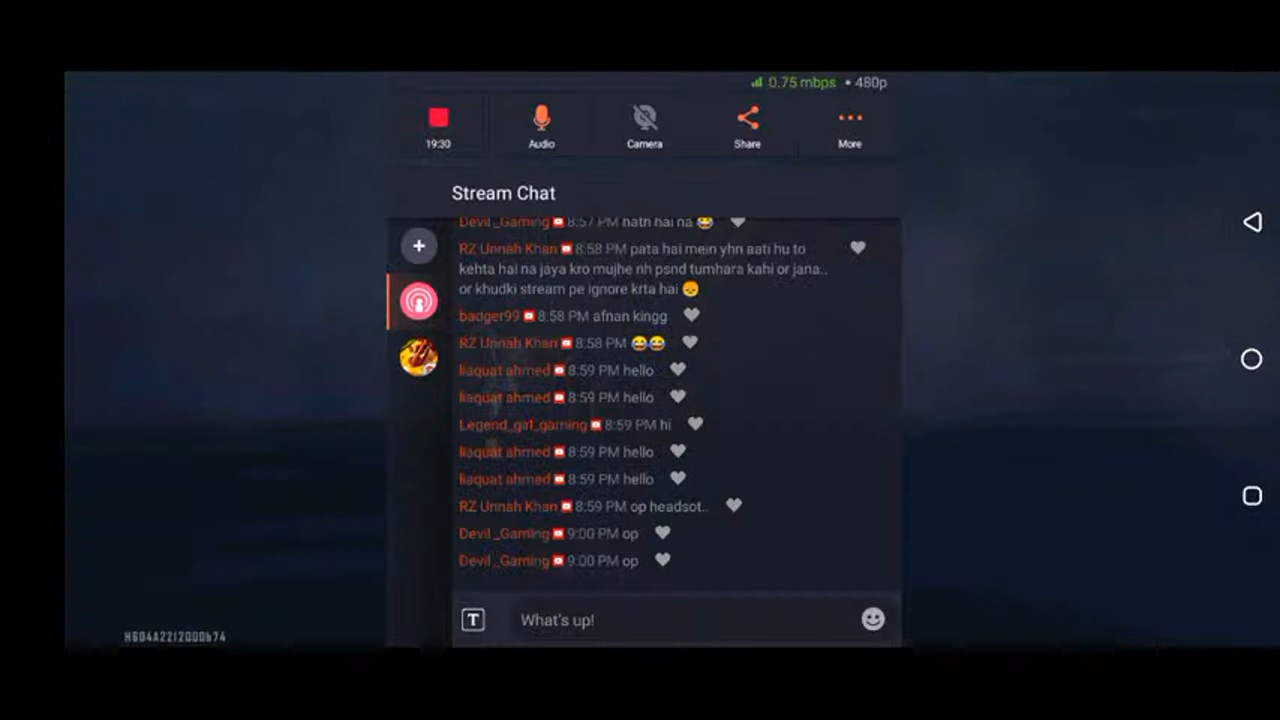 0.75 mbps • 480p
19:30 Audio Camera Share More
Stream Chat
Devil_Gaming 8:57 PM hath hai na 😂
RZ Unnah Khan 8:58 PM pata hai mein yhn aati hu to
kehta hai na jaya kro mujhe nh psnd tumhara kahi or jana..
or khudki stream pe ignore krta hai 😞
badger99 8:58 PM afnan kingg
RZ Unnah Khan 8:58 PM 😂😂
liaquat ahmed 8:59 PM hello
liaquat ahmed 8:59 PM hello
Legend_girl_gaming 8:59 PM hi
liaquat ahmed 8:59 PM hello
liaquat ahmed 8:59 PM hello
RZ Unnah Khan 8:59 PM op headsot..
Devil_Gaming 9:00 PM op
Devil_Gaming 9:00 PM op
T What's up!